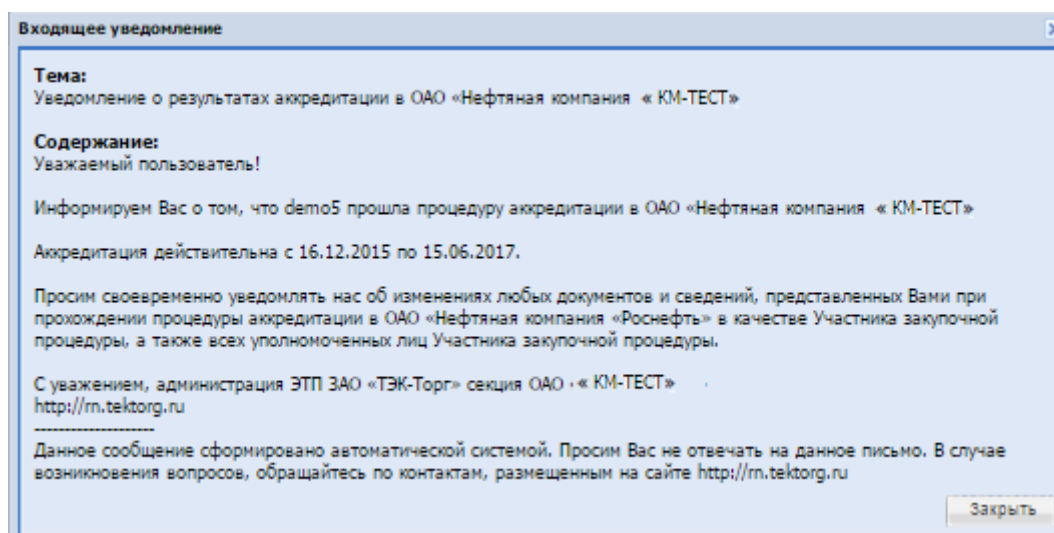 Входящее уведомление
Тема:
Уведомление о результатах аккредитации в ОАО «Нефтяная компания « КМ-ТЕСТ»
Содержание:
Уважаемый пользователь!
Информируем Вас о том, что demo5 прошла процедуру аккредитации в ОАО «Нефтяная компания « КМ-ТЕСТ»
Аккредитация действительна с 16.12.2015 по 15.06.2017.
Просим своевременно уведомлять нас об изменениях любых документов и сведений, представленных Вами при
прохождении процедуры аккредитации в ОАО «Нефтяная компания «Роснефть» в качестве Участника закупочной
процедуры, а также всех уполномоченных лиц Участника закупочной процедуры.
С уважением, администрация ЭТП ЗАО «ТЭК-Торг» секция ОАО « КМ-ТЕСТ»
http://rn.tektorg.ru
--------------------
Данное сообщение сформировано автоматической системой. Просим Вас не отвечать на данное письмо. В случае
возникновения вопросов, обращайтесь по контактам, размещенным на сайте http://rn.tektorg.ru
Закрыть